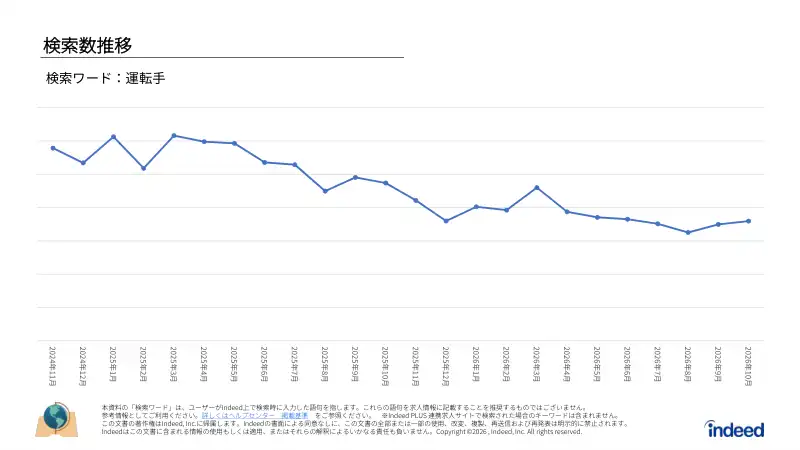 検索数推移
検索ワード：運転手
2024年11月
2024年12月
2025年1月
2025年2月
2025年3月
2025年4月
2025年5月
2025年6月
2025年7月
2025年8月
2025年9月
2025年10月
2025年11月
2025年12月
2026年1月
2026年2月
2026年3月
2026年4月
2026年5月
2026年6月
2026年7月
2026年8月
2026年9月
2026年10月
本資料の「検索ワード」は、ユーザーがIndeed上で検索時に入力した語句を指します。これらの語句を求人情報に記載することを推奨するものではございません。
参考情報としてご利用ください。詳しくはヘルプセンター　掲載基準　をご参照ください。　※Indeed PLUS 連携求人サイトで検索された場合のキーワードは含まれません。
この文書の著作権はIndeed, Inc.に帰属します。Indeedの書面による同意なしに、この文書の全部または一部の使用、改変、複製、再送信および再発表は明示的に禁止されます。
Indeedはこの文書に含まれる情報の使用もしくは適用、またはそれらの解釈によるいかなる責任も負いません。Copyright ©2026 , Indeed, Inc. All rights reserved.
indeed